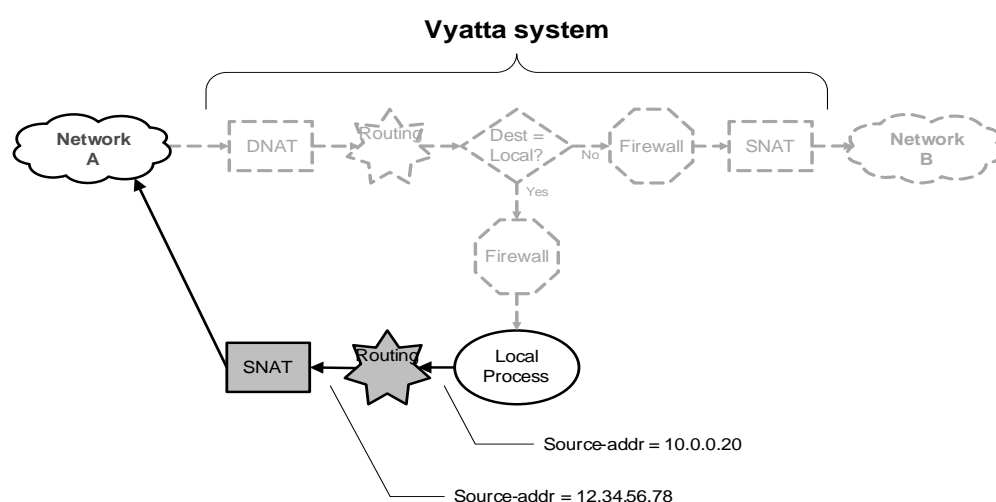 Vyatta system
Network
A
DNAT
Routing
Dest =
Local?
No
Firewall
SNAT
Network
B
Yes
Firewall
SNAT
Routing
Local
Process
Source-addr = 10.0.0.20
Source-addr = 12.34.56.78